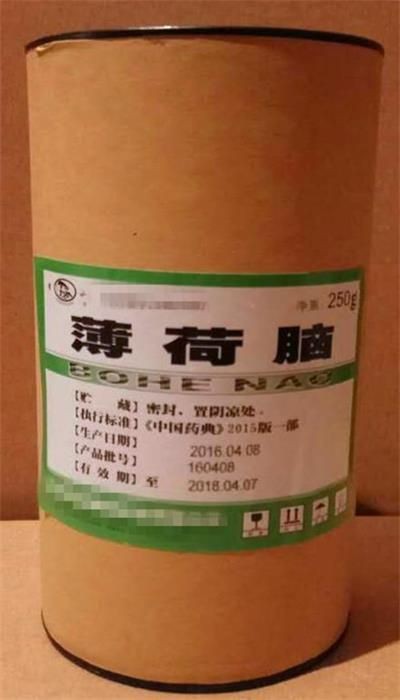 净重 250g
薄荷脑
BOHE NAO
【贮 藏】密封，置阴凉处。
【执行标准】《中国药典》2015版一部
【生产日期】 2016.04.08
【产品批号】 160408
【有 效 期】至 2018.04.07